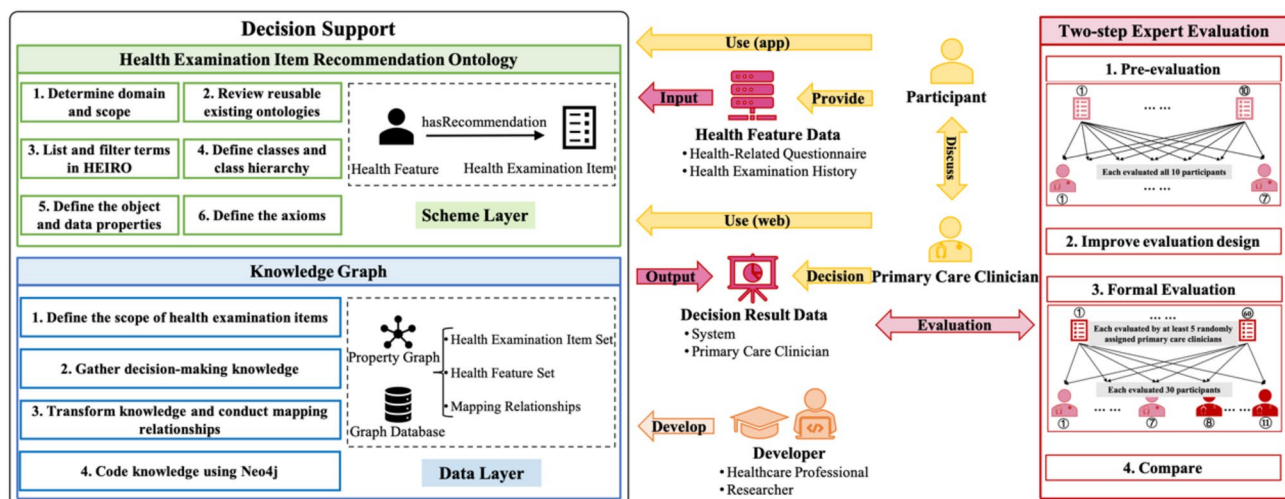 Decision Support
Health Examination Item Recommendation Ontology
1. Determine domain
and scope
2. Review reusable
existing ontologies
3. List and filter terms
in HEIRO
4. Define classes and
class hierarchy
5. Define the object
and data properties
6. Define the axioms
hasRecommendation
Health Feature
Health Examination Item
Scheme Layer
Knowledge Graph
1. Define the scope of health examination items
2. Gather decision-making knowledge
3. Transform knowledge and conduct mapping
relationships
4. Code knowledge using Neo4j
Property Graph
Graph Database
• Health Examination Item Set
• Health Feature Set
• Mapping Relationships
Data Layer
Use (app)
Input
Provide
Participant
Health Feature Data
• Health-Related Questionnaire
• Health Examination History
Discuss
Use (web)
Output
Decision
Primary Care Clinician
Decision Result Data
• System
• Primary Care Clinician
Evaluation
Develop
Developer
• Healthcare Professional
• Researcher
Two-step Expert Evaluation
1. Pre-evaluation
① … … ⑩
Each evaluated all 10 participants
… …
① ⑦
2. Improve evaluation design
3. Formal Evaluation
① … … 60
Each evaluated by at least 5 randomly
assigned primary care clinicians
Each evaluated 30 participants
… … … …
① ⑦ ⑧ ⑪
4. Compare